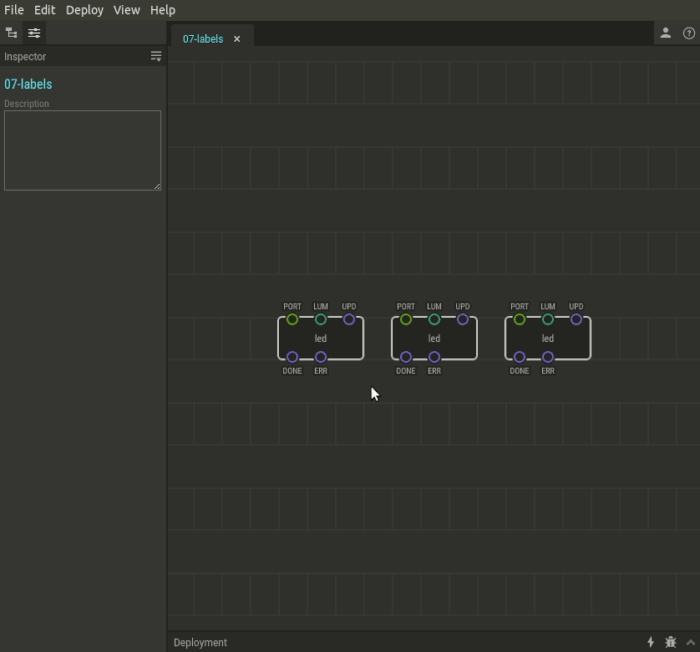 File Edit Deploy View Help
07-labels
Inspector
07-labels
Description
PORT LUM UPD PORT LUM UPD PORT LUM UPD
led led led
DONE ERR DONE ERR DONE ERR
Deployment